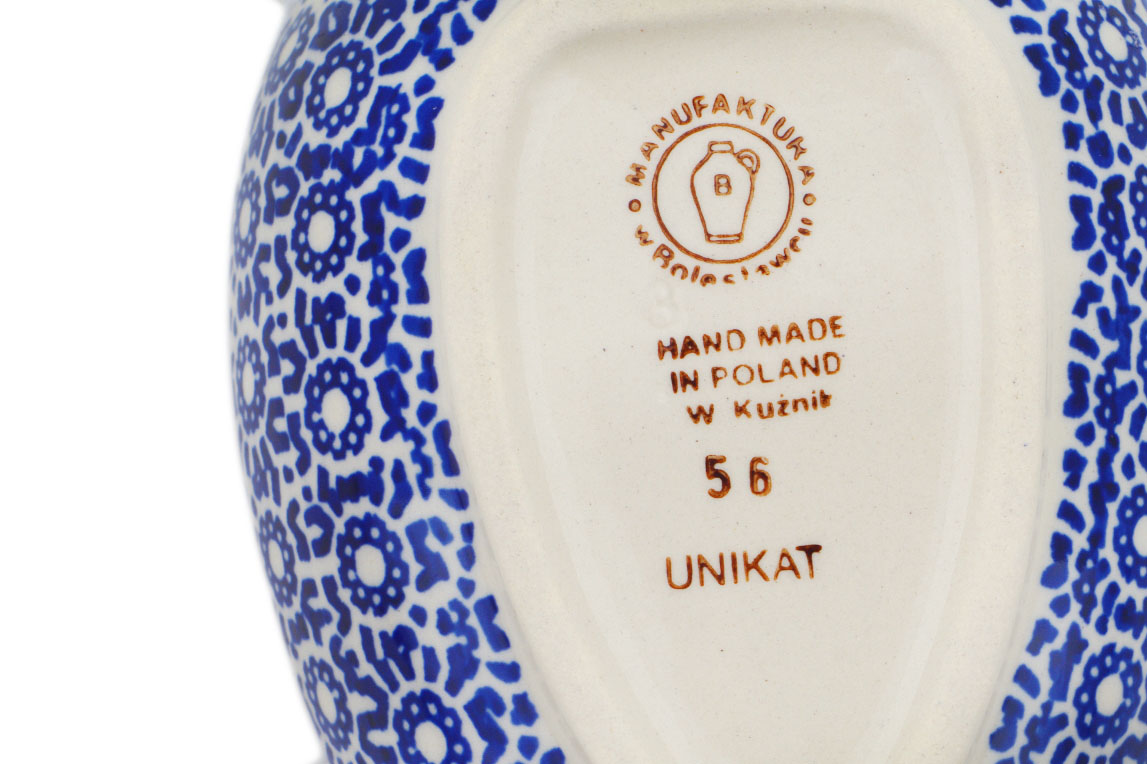 MANUFAKTURA
B
w Bolesławcu
HAND MADE
IN POLAND
W Kuźnik
56
UNIKAT